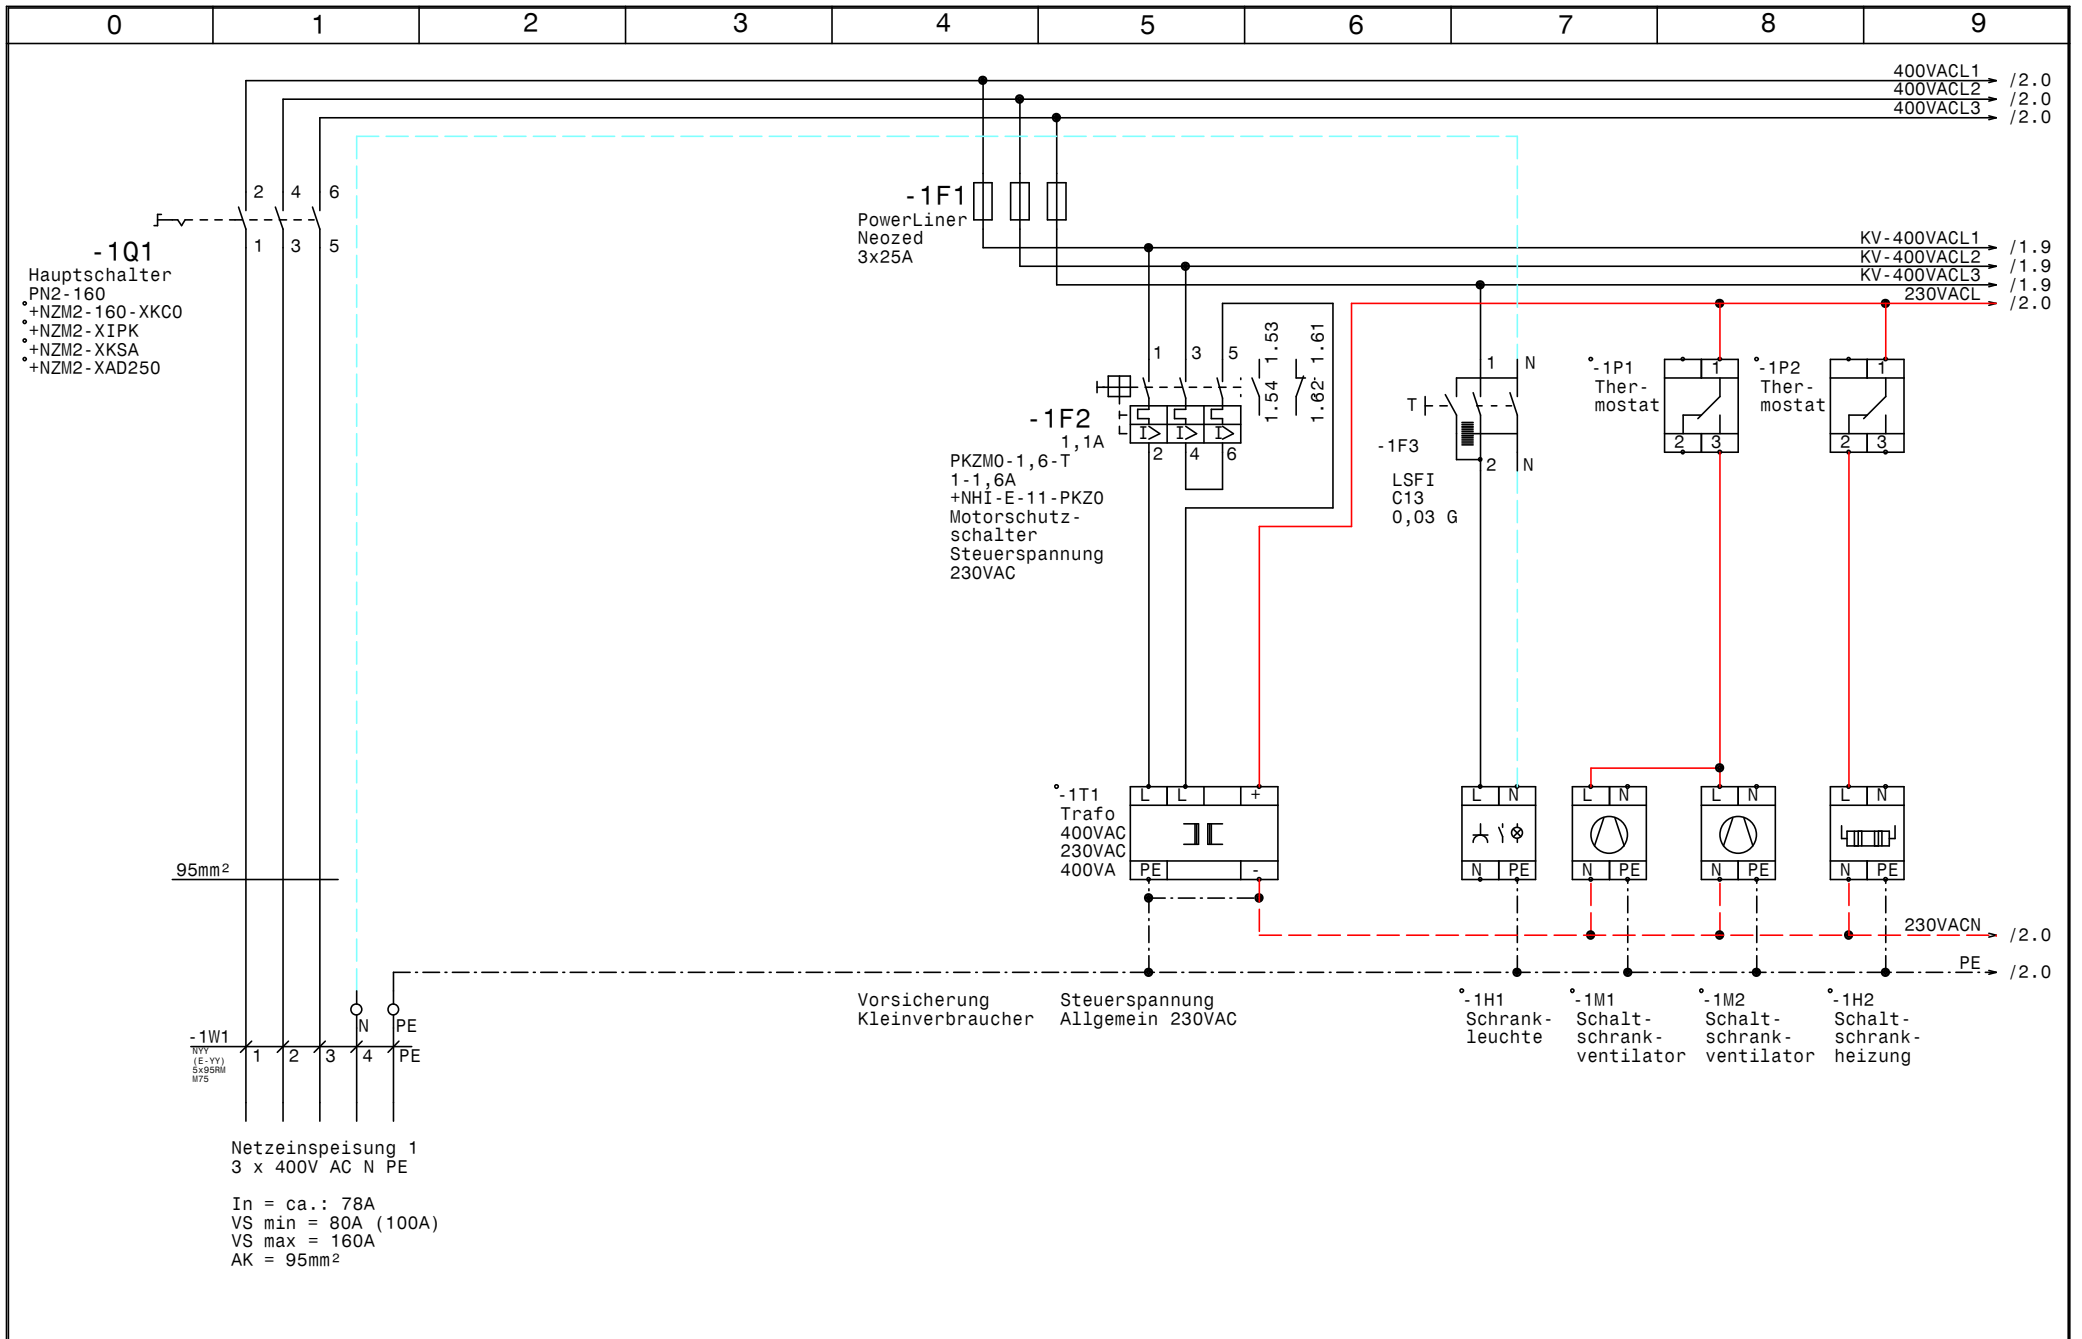 0 1 2 3 4 5 6 7 8 9
400VACL1 /2.0
400VACL2 /2.0
400VACL3 /2.0
2 4 6
1 3 5
-1Q1
Hauptschalter
PN2-160
+NZM2-160-XKC0
+NZM2-XIPK
+NZM2-XKSA
+NZM2-XAD250
-1F1
PowerLiner
Neozed
3x25A
KV-400VACL1 /1.9
KV-400VACL2 /1.9
KV-400VACL3 /1.9
230VACL /2.0
1 3 5
1.53
1.54
1.61
1.62
I> I> I>
2 4 6
-1F2
1,1A
PKZM0-1,6-T
1-1,6A
+NHI-E-11-PKZ0
Motorschutz-
schalter
Steuerspannung
230VAC
1 N
T
-1F3
2 N
LSFI
C13
0,03 G
-1P1
Ther-
mostat
1
2 3
-1P2
Ther-
mostat
1
2 3
-1T1
Trafo
400VAC
230VAC
400VA
L L +
PE -
L N
N PE
L N
N PE
L N
N PE
L N
N PE
95mm²
230VACN /2.0
PE /2.0
N PE
-1W1
NYY
(E-YY)
5x95RM
M75
1 2 3 4 PE
Vorsicherung
Kleinverbraucher
Steuerspannung
Allgemein 230VAC
-1H1
Schrank-
leuchte
-1M1
Schalt-
schrank-
ventilator
-1M2
Schalt-
schrank-
ventilator
-1H2
Schalt-
schrank-
heizung
Netzeinspeisung 1
3 x 400V AC N PE
In = ca.: 78A
VS min = 80A (100A)
VS max = 160A
AK = 95mm²